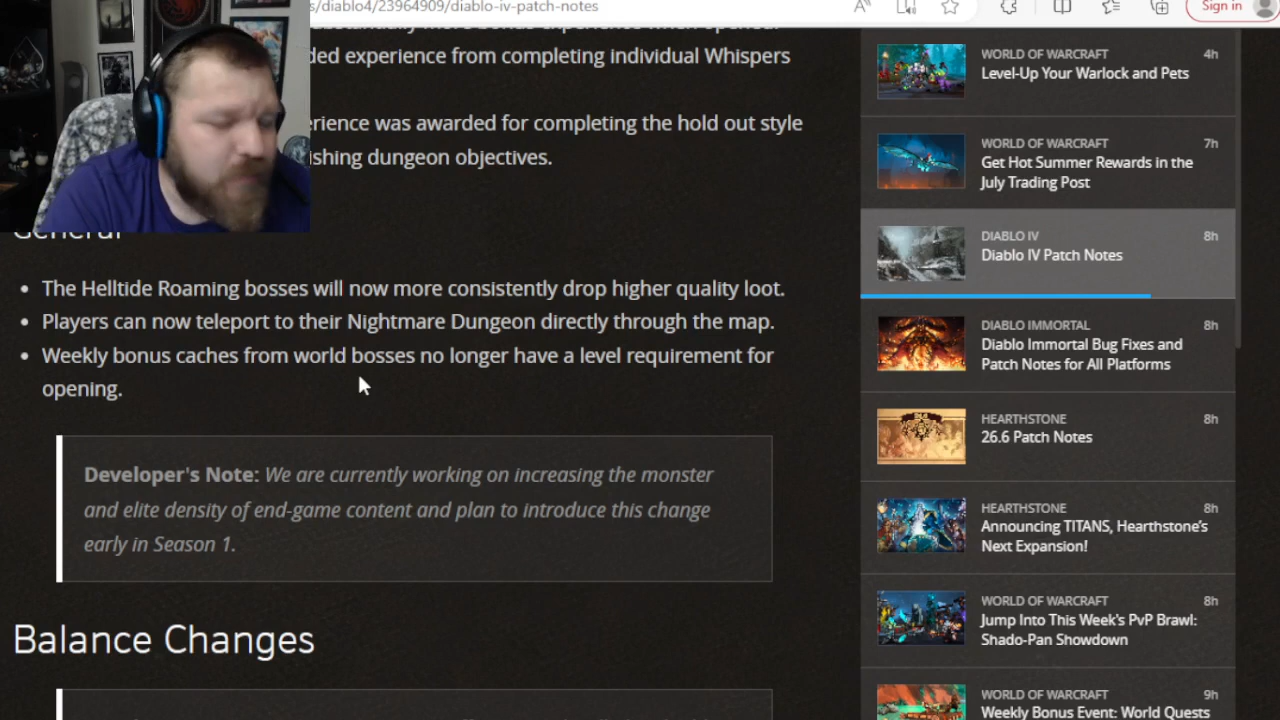 s/diablo4/23964909/diablo-iv-patch-notes
Sign in
bonus experience when opened.
ded experience from completing individual Whispers
erience was awarded for completing the hold out style
ishing dungeon objectives.
General
• The Helltide Roaming bosses will now more consistently drop higher quality loot.
• Players can now teleport to their Nightmare Dungeon directly through the map.
• Weekly bonus caches from world bosses no longer have a level requirement for
opening.
Developer's Note: We are currently working on increasing the monster
and elite density of end-game content and plan to introduce this change
early in Season 1.
Balance Changes
WORLD OF WARCRAFT 4h
Level-Up Your Warlock and Pets
WORLD OF WARCRAFT 7h
Get Hot Summer Rewards in the
July Trading Post
DIABLO IV 8h
Diablo IV Patch Notes
DIABLO IMMORTAL 8h
Diablo Immortal Bug Fixes and
Patch Notes for All Platforms
HEARTHSTONE 8h
26.6 Patch Notes
HEARTHSTONE 8h
Announcing TITANS, Hearthstone's
Next Expansion!
WORLD OF WARCRAFT 8h
Jump Into This Week's PvP Brawl:
Shado-Pan Showdown
WORLD OF WARCRAFT 9h
Weekly Bonus Event: World Quests